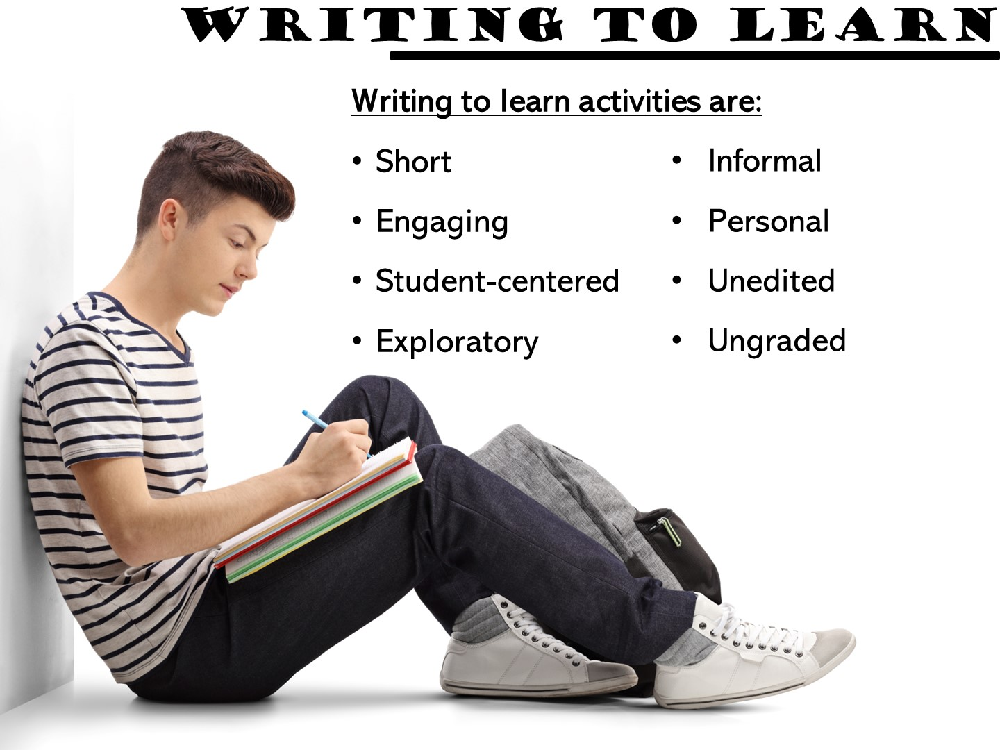 WRITING TO LEARN
Writing to learn activities are:
• Short
• Engaging
• Student-centered
• Exploratory
• Informal
• Personal
• Unedited
• Ungraded